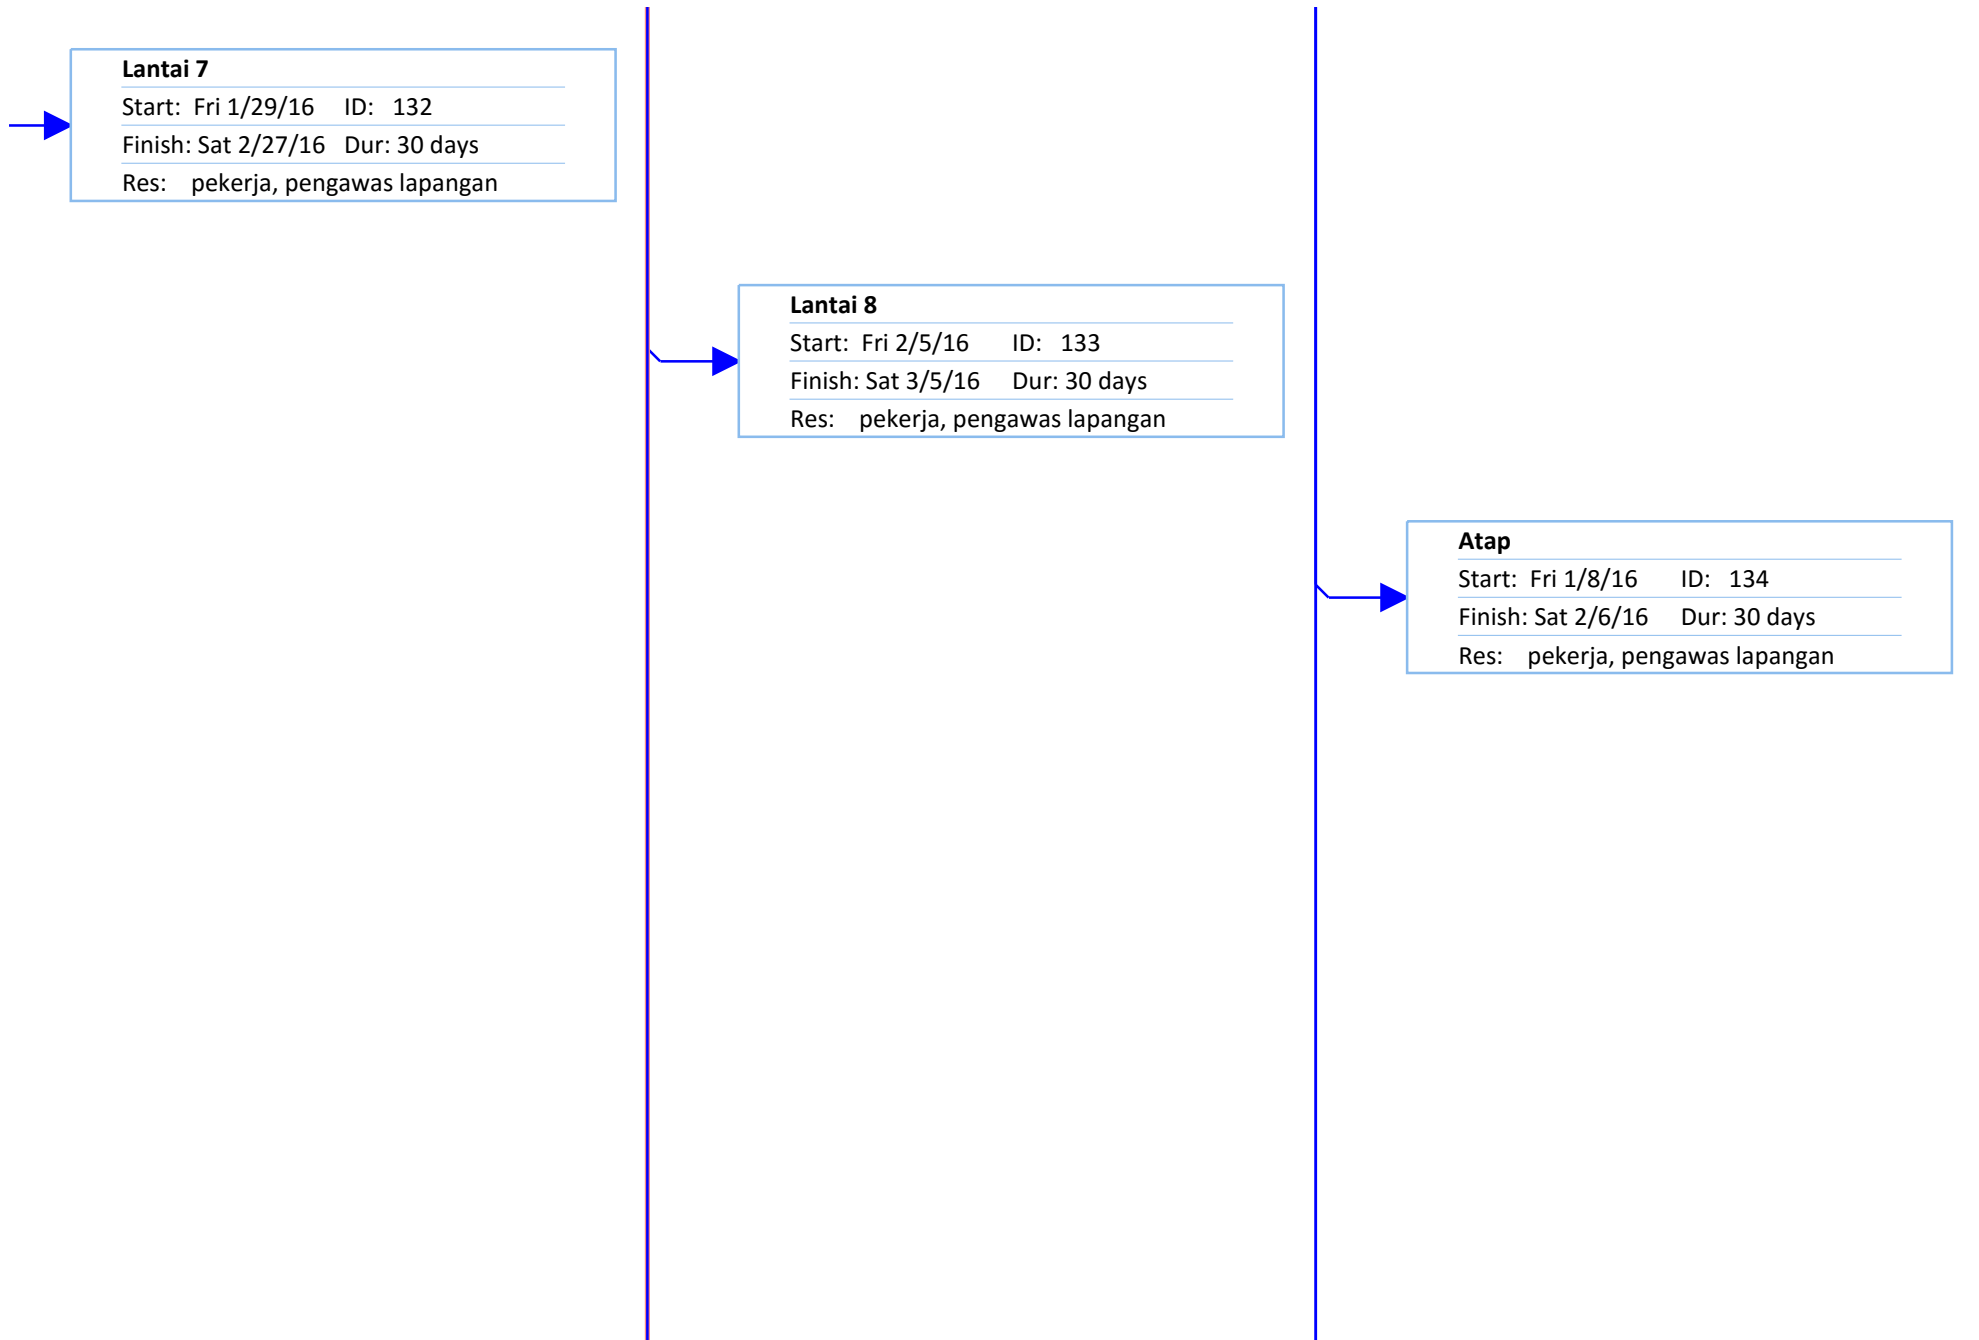 Lantai 7
Start: Fri 1/29/16 ID: 132
Finish: Sat 2/27/16 Dur: 30 days
Res: pekerja, pengawas lapangan
Lantai 8
Start: Fri 2/5/16 ID: 133
Finish: Sat 3/5/16 Dur: 30 days
Res: pekerja, pengawas lapangan
Atap
Start: Fri 1/8/16 ID: 134
Finish: Sat 2/6/16 Dur: 30 days
Res: pekerja, pengawas lapangan